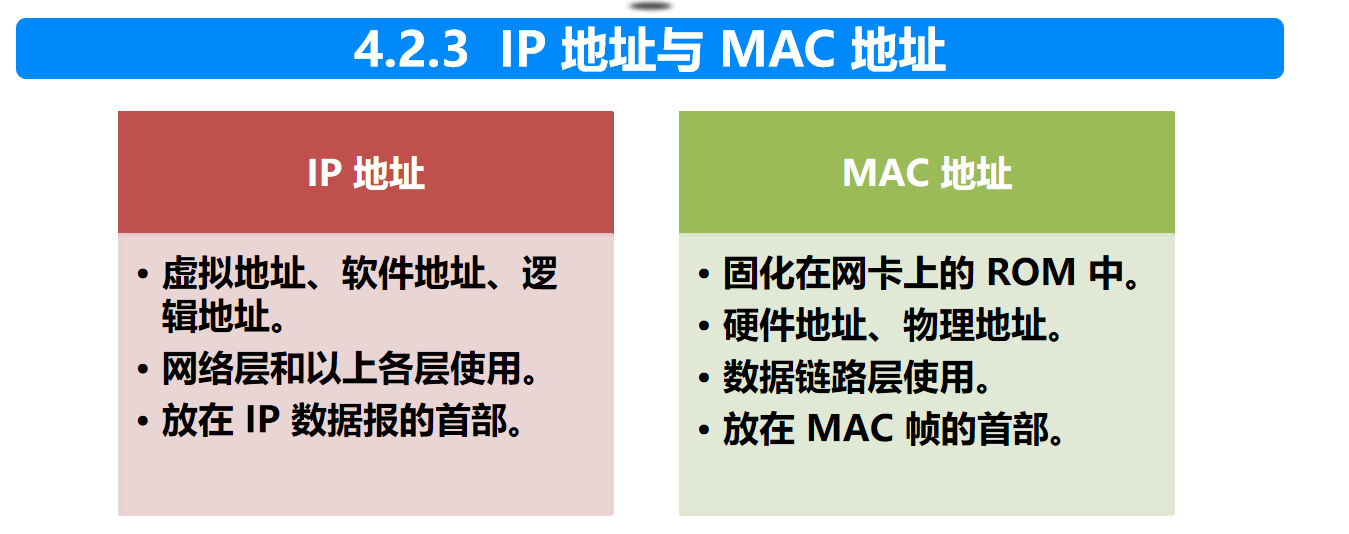 4.2.3 IP 地址与 MAC 地址
IP 地址
• 虚拟地址、软件地址、逻
辑地址。
• 网络层和以上各层使用。
• 放在 IP 数据报的首部。
MAC 地址
• 固化在网卡上的 ROM 中。
• 硬件地址、物理地址。
• 数据链路层使用。
• 放在 MAC 帧的首部。